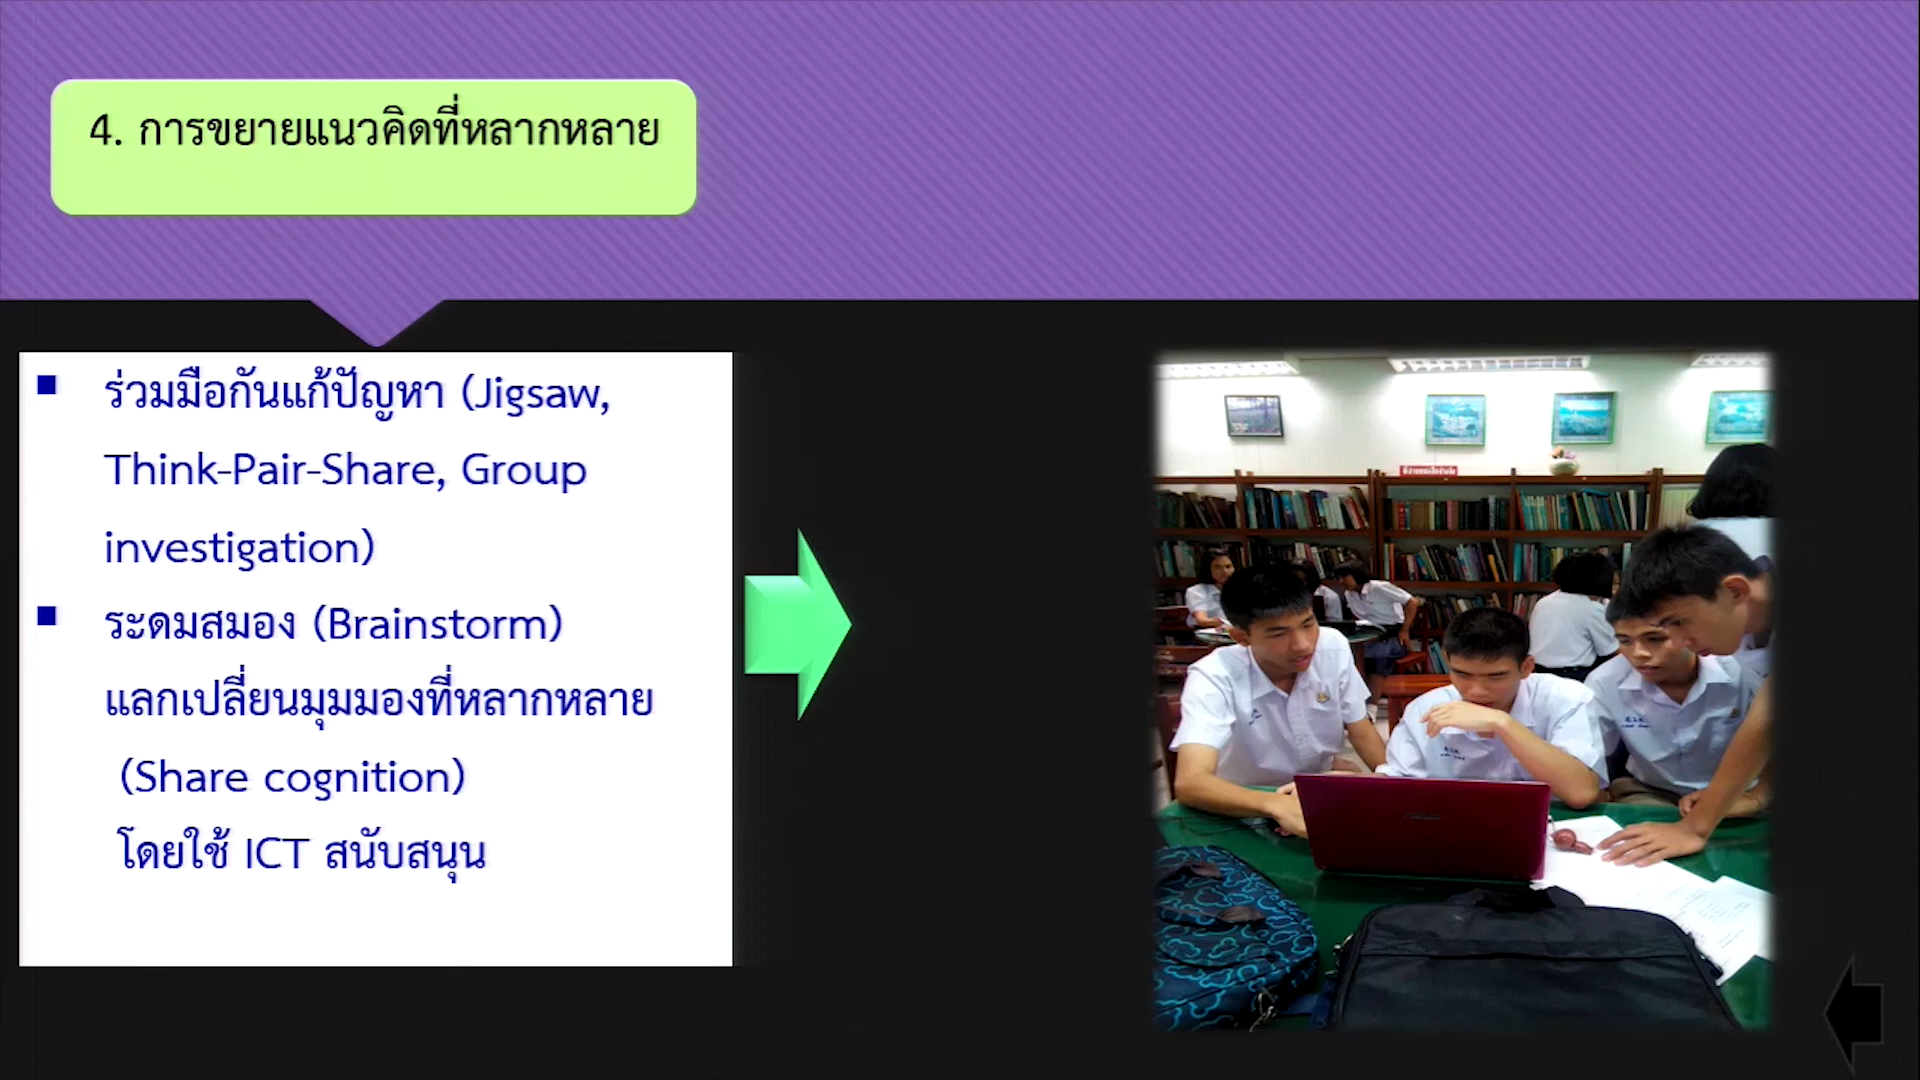 4. การขยายแนวคิดที่หลากหลาย
▪ ร่วมมือกันแก้ปัญหา (Jigsaw,
Think-Pair-Share, Group
investigation)
▪ ระดมสมอง (Brainstorm)
แลกเปลี่ยนมุมมองที่หลากหลาย
(Share cognition)
โดยใช้ ICT สนับสนุน